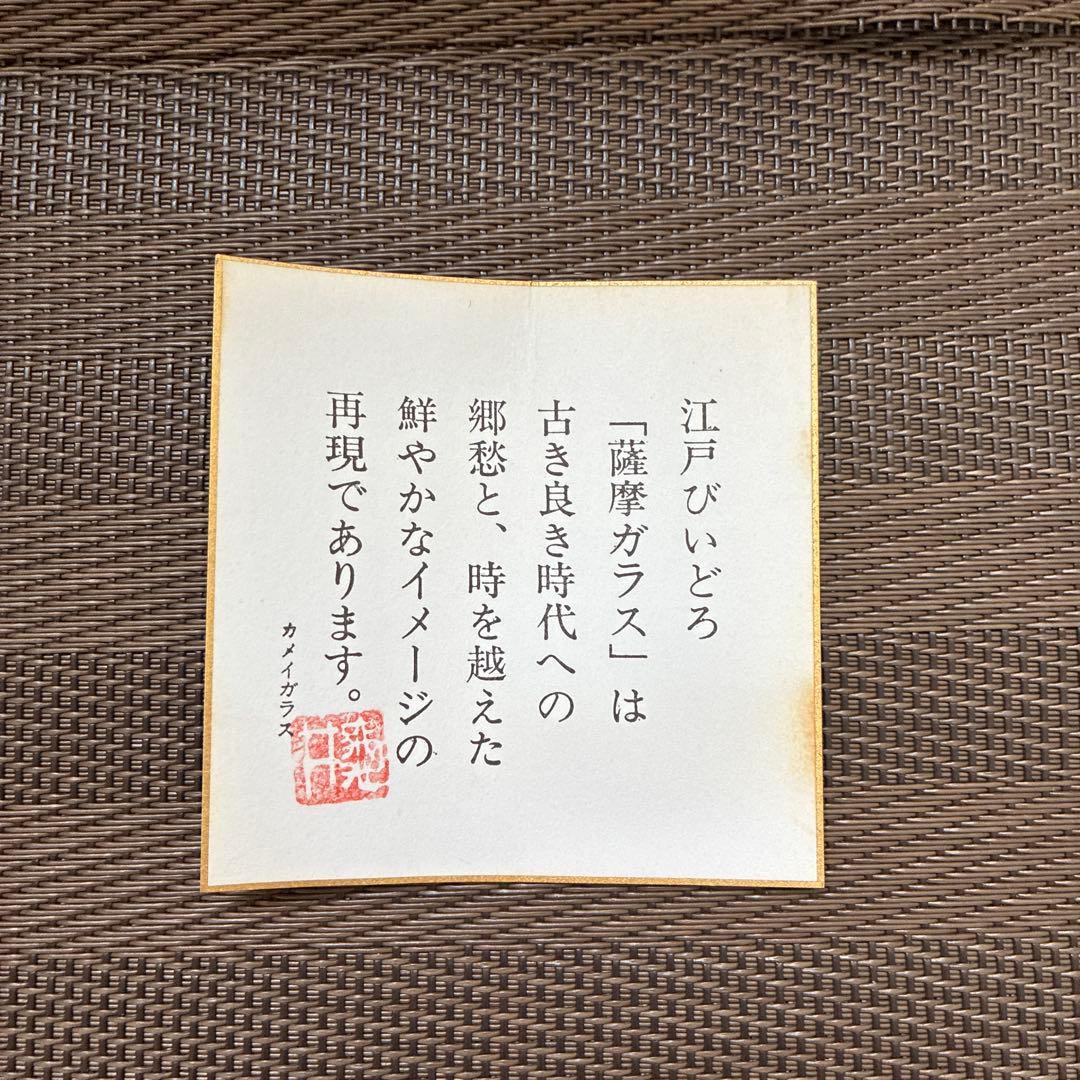 江戸びいどろ
「薩摩ガラス」は
古き良き時代への
郷愁と、時を越えた
鮮やかなイメージの
再現であります。
カメイガラス